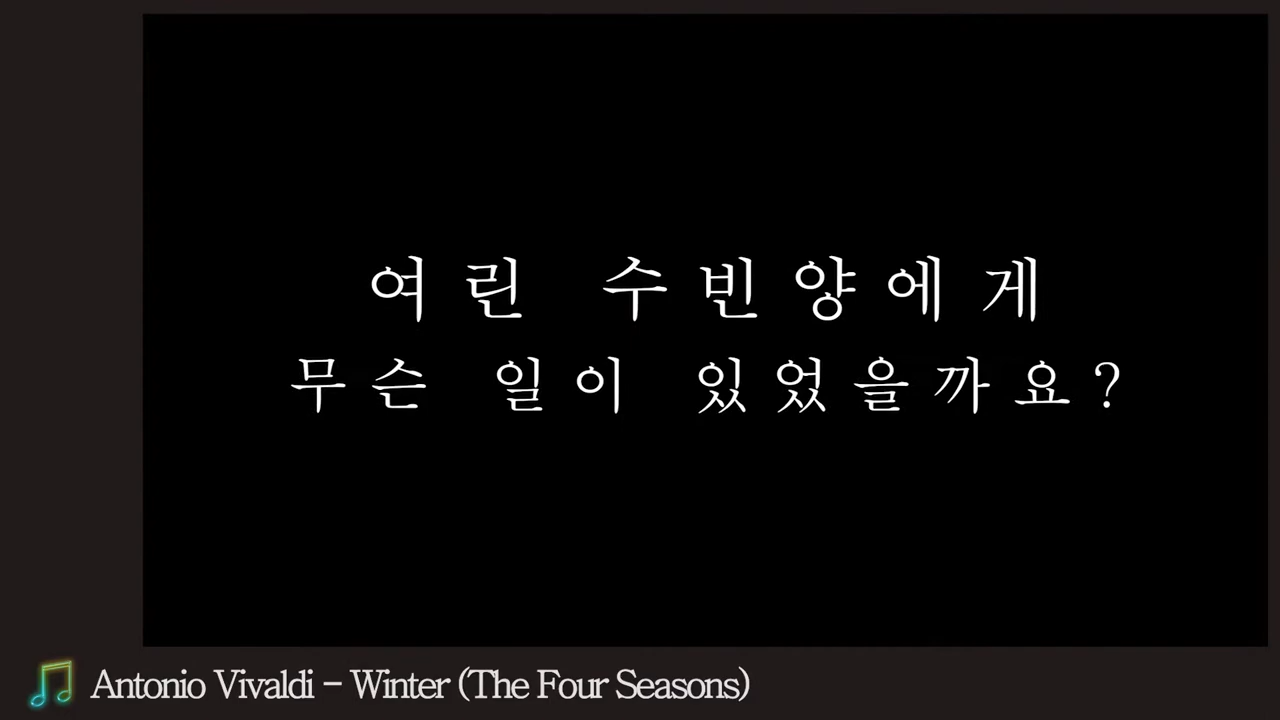 여린 수빈양에게
무슨 일이 있었을까요?
Antonio Vivaldi - Winter (The Four Seasons)